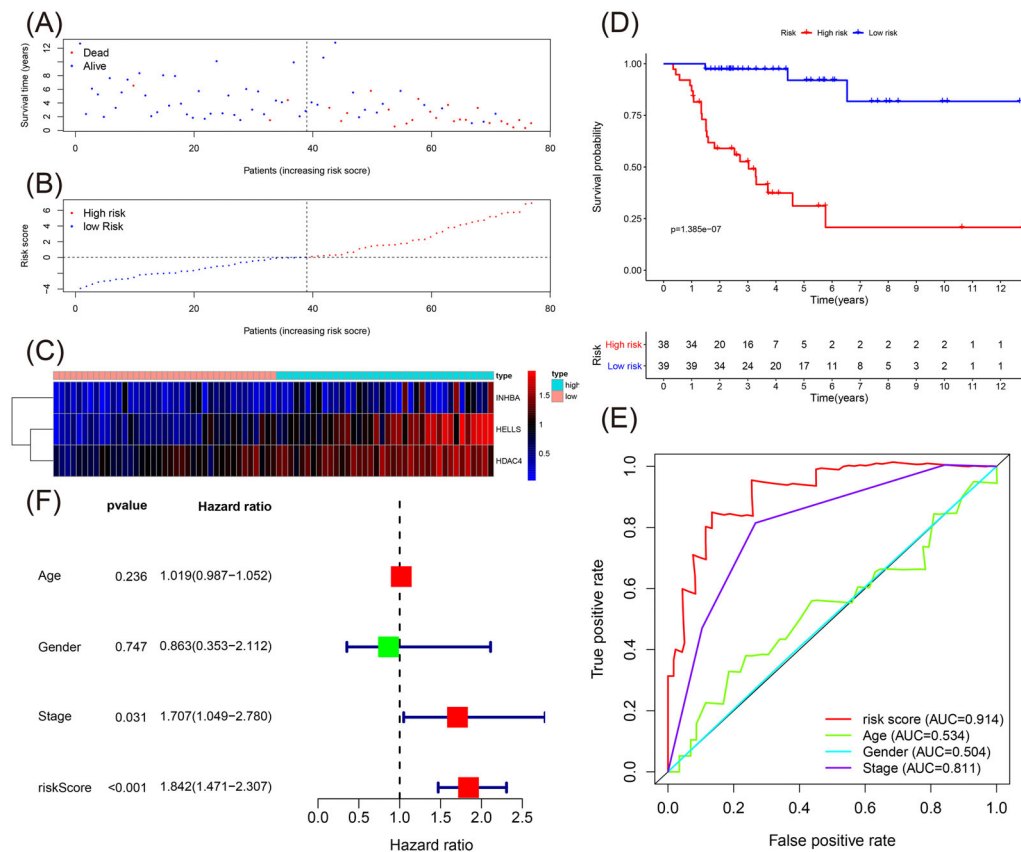 (A)
Survival time (years)
12
10
8
6
4
2
0
Dead
Alive
0 20 40 60 80
Patients (increasing risk socre)
(B)
Risk score
6
4
2
0
−4
High risk
low Risk
0 20 40 60 80
Patients (increasing risk socre)
(C)
type
INHBA
HELLS
HDAC4
1.5
1
0.5
type
high
low
(D)
Risk High risk Low risk
Survival probability
1.00
0.75
0.50
0.25
0.00
p=1.385e−07
0 1 2 3 4 5 6 7 8 9 10 11 12
Time(years)
Risk
High risk 38 34 20 16 7 5 2 2 2 2 2 1 1
Low risk 39 39 34 24 20 17 11 8 5 3 2 1 1
0 1 2 3 4 5 6 7 8 9 10 11 12
Time(years)
(E)
True positive rate
1.0
0.8
0.6
0.4
0.2
0.0
risk score (AUC=0.914)
Age (AUC=0.534)
Gender (AUC=0.504)
Stage (AUC=0.811)
0.0 0.2 0.4 0.6 0.8 1.0
False positive rate
(F)
pvalue Hazard ratio
Age 0.236 1.019(0.987−1.052)
Gender 0.747 0.863(0.353−2.112)
Stage 0.031 1.707(1.049−2.780)
riskScore <0.001 1.842(1.471−2.307)
0.0 0.5 1.0 1.5 2.0 2.5
Hazard ratio